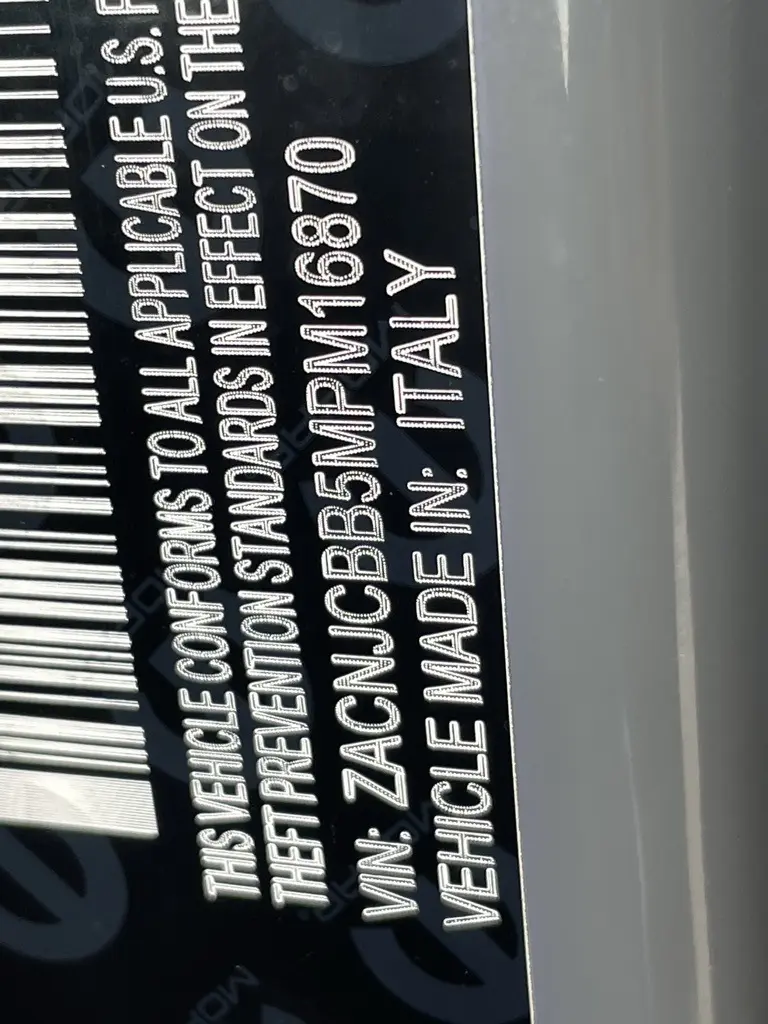 THIS VEHICLE CONFORMS TO ALL APPLICABLE U.S.
THEFT PREVENTION STANDARDS IN EFFECT ON THE
VIN: ZACNJCBB5MPM16870
VEHICLE MADE IN: ITALY